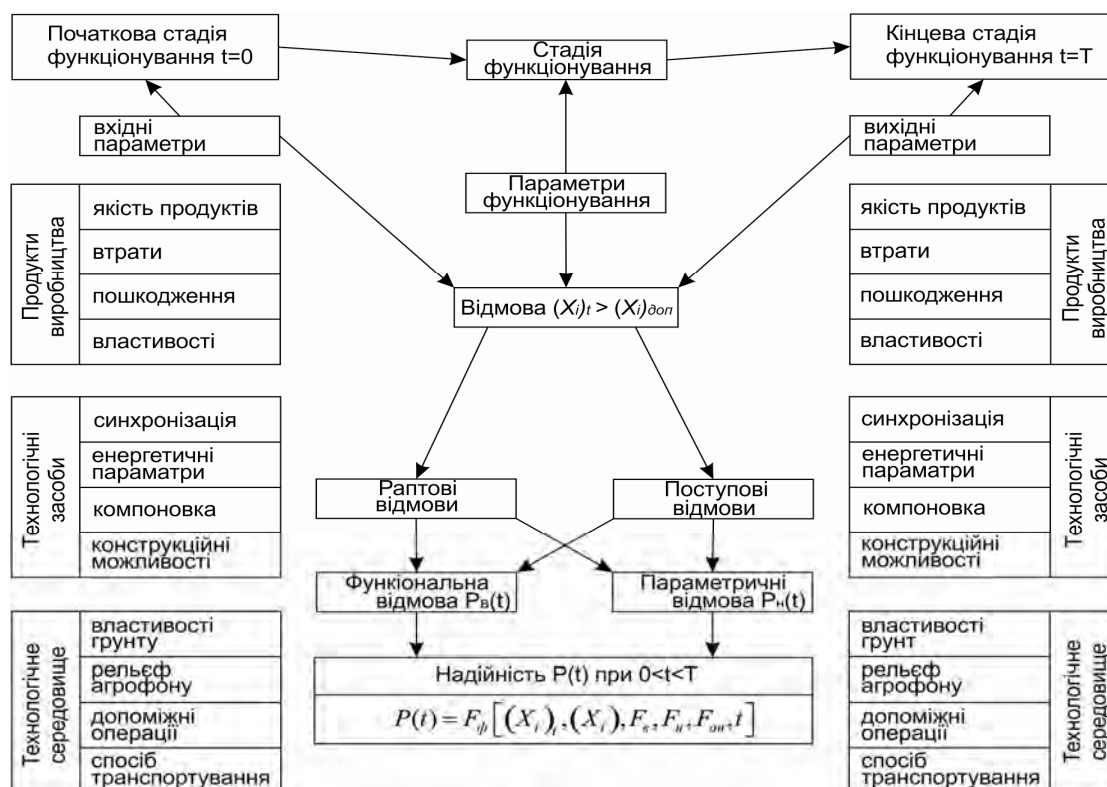 Початкова стадія
функціонування t=0
Стадія
функціонування
Кінцева стадія
функціонування t=T
вхідні
параметри
вихідні
параметри
Параметри
функціонування
Продукти
виробництва
якість продуктів
втрати
пошкодження
властивості
якість продуктів
втрати
пошкодження
властивості
Продукти
виробництва
Відмова (Xi)t > (Xi)доп
Технологічні
засоби
синхронізація
енергетичні
параматри
компоновка
конструкційні
можливості
синхронізація
енергетичні
параматри
компоновка
конструкційні
можливості
Технологічні
засоби
Раптові
відмови
Поступові
відмови
Функіональна
відмова Pв(t)
Параметричні
відмова Pн(t)
Технологічне
середовище
властивості
грунту
рельєф
агрофону
допоміжні
операції
спосіб
транспортування
Надійність P(t) при 0<t<T
P(t) = F [(Xi)t, (Xi), Fв, Fн, t]
властивості
грунт
рельєф
агрофону
допоміжні
операції
спосіб
транспортування
Технологічне
середовище